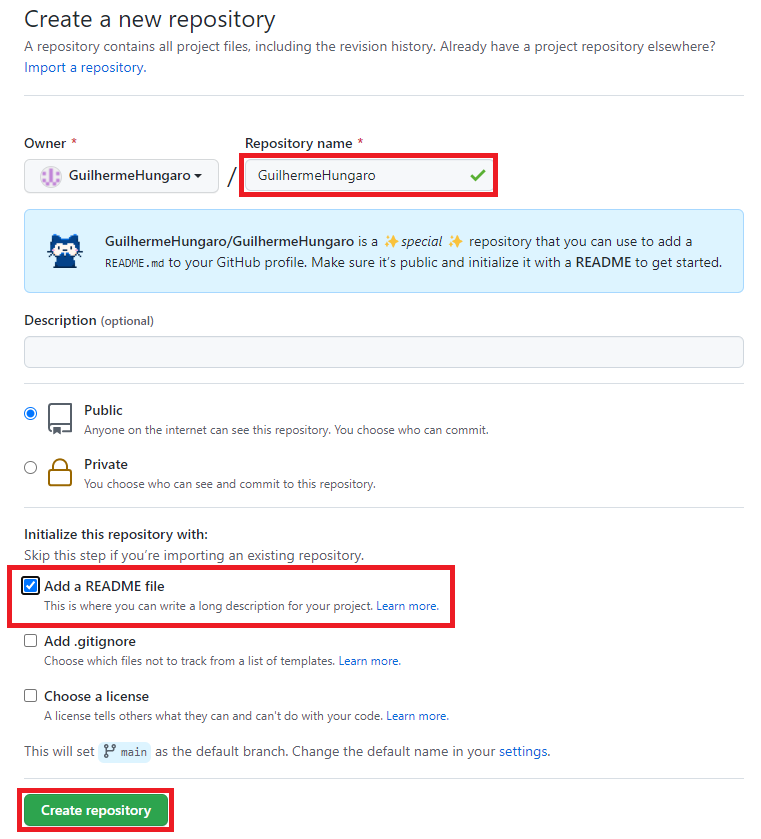 Create a new repository
A repository contains all project files, including the revision history. Already have a project repository elsewhere?
Import a repository.
Owner *
Repository name *
GuilhermeHungaro
/
GuilhermeHungaro
GuilhermeHungaro/GuilhermeHungaro is a ✨special ✨ repository that you can use to add a
README.md to your GitHub profile. Make sure it's public and initialize it with a README to get started.
Description (optional)
Public
Anyone on the internet can see this repository. You choose who can commit.
Private
You choose who can see and commit to this repository.
Initialize this repository with:
Skip this step if you're importing an existing repository.
Add a README file
This is where you can write a long description for your project. Learn more.
Add .gitignore
Choose which files not to track from a list of templates. Learn more.
Choose a license
A license tells others what they can and can't do with your code. Learn more.
This will set main as the default branch. Change the default name in your settings.
Create repository